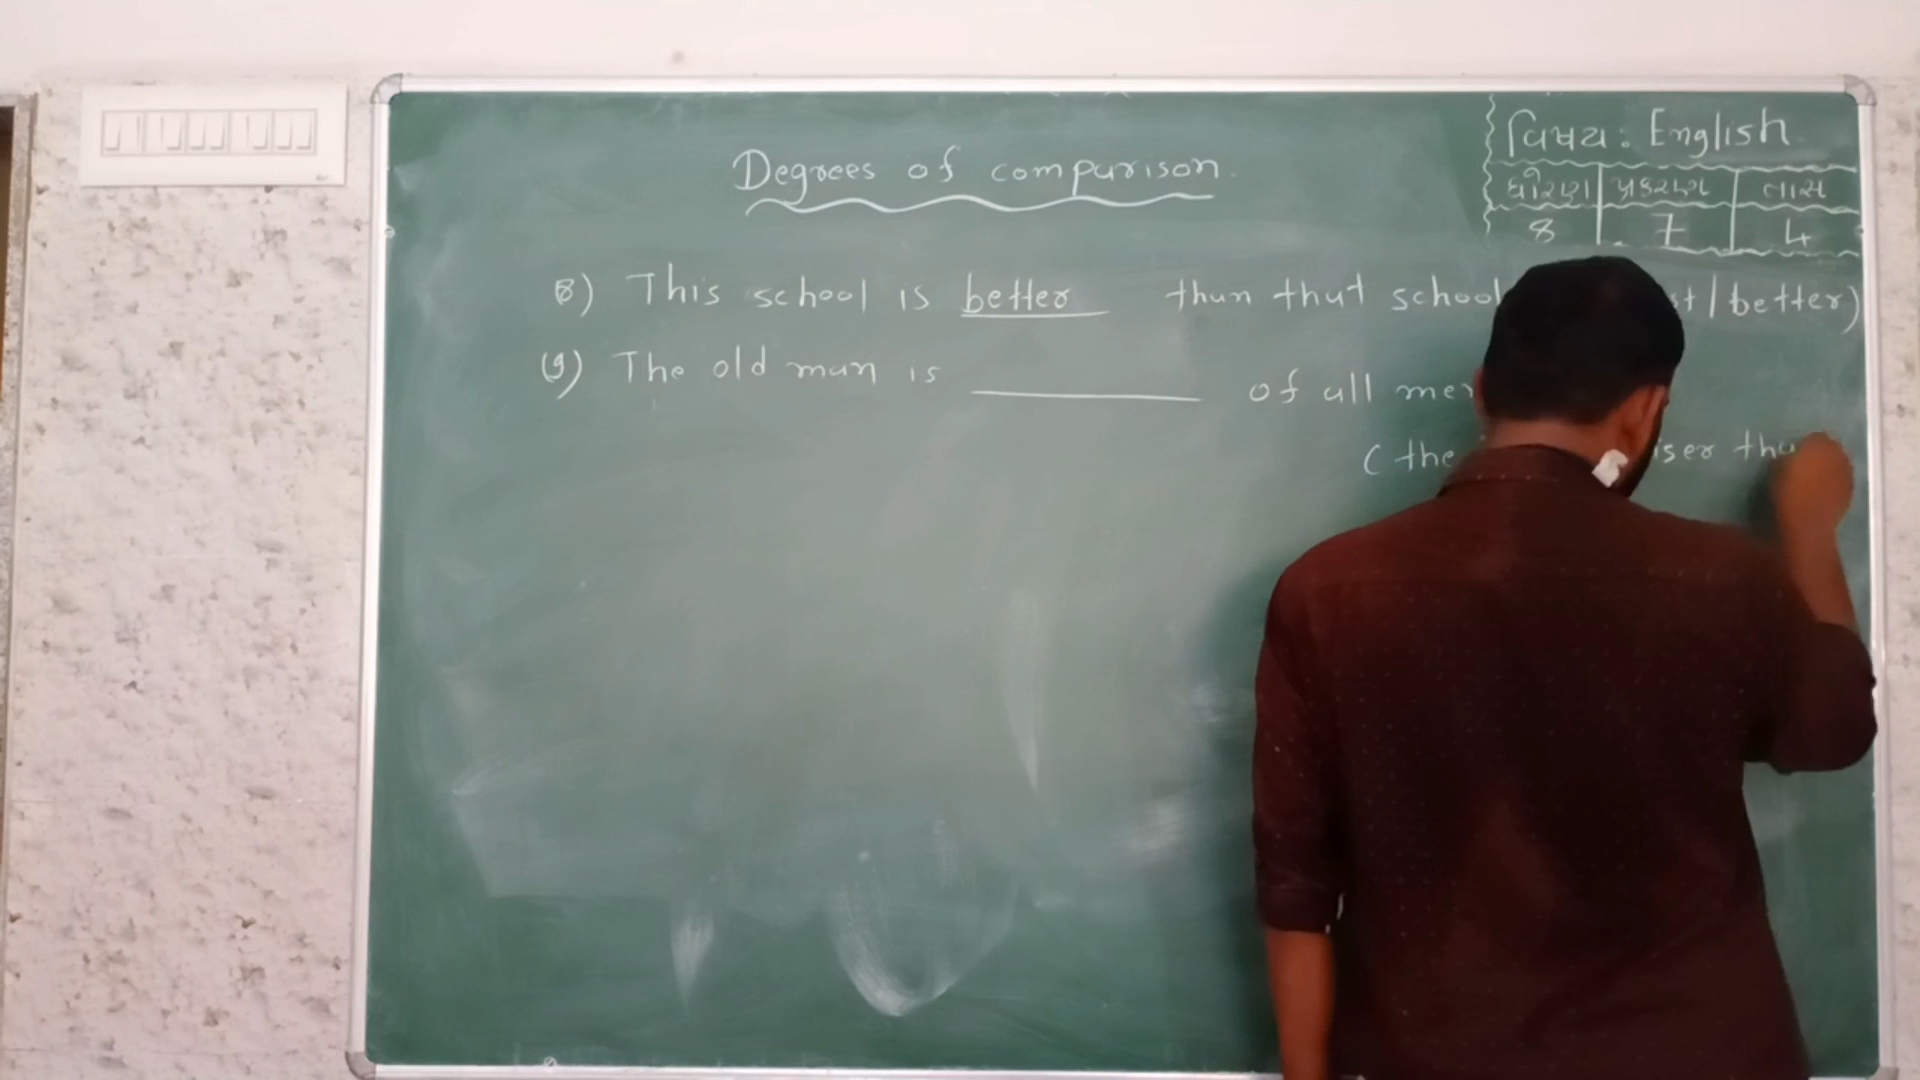 Degrees of comparison.
વિષય: English
ધોરણ પ્રકરણ તાસ
8 7 4
8) This school is better than that school st/better)
(9) The old man is ________ of all me
(the iser tha